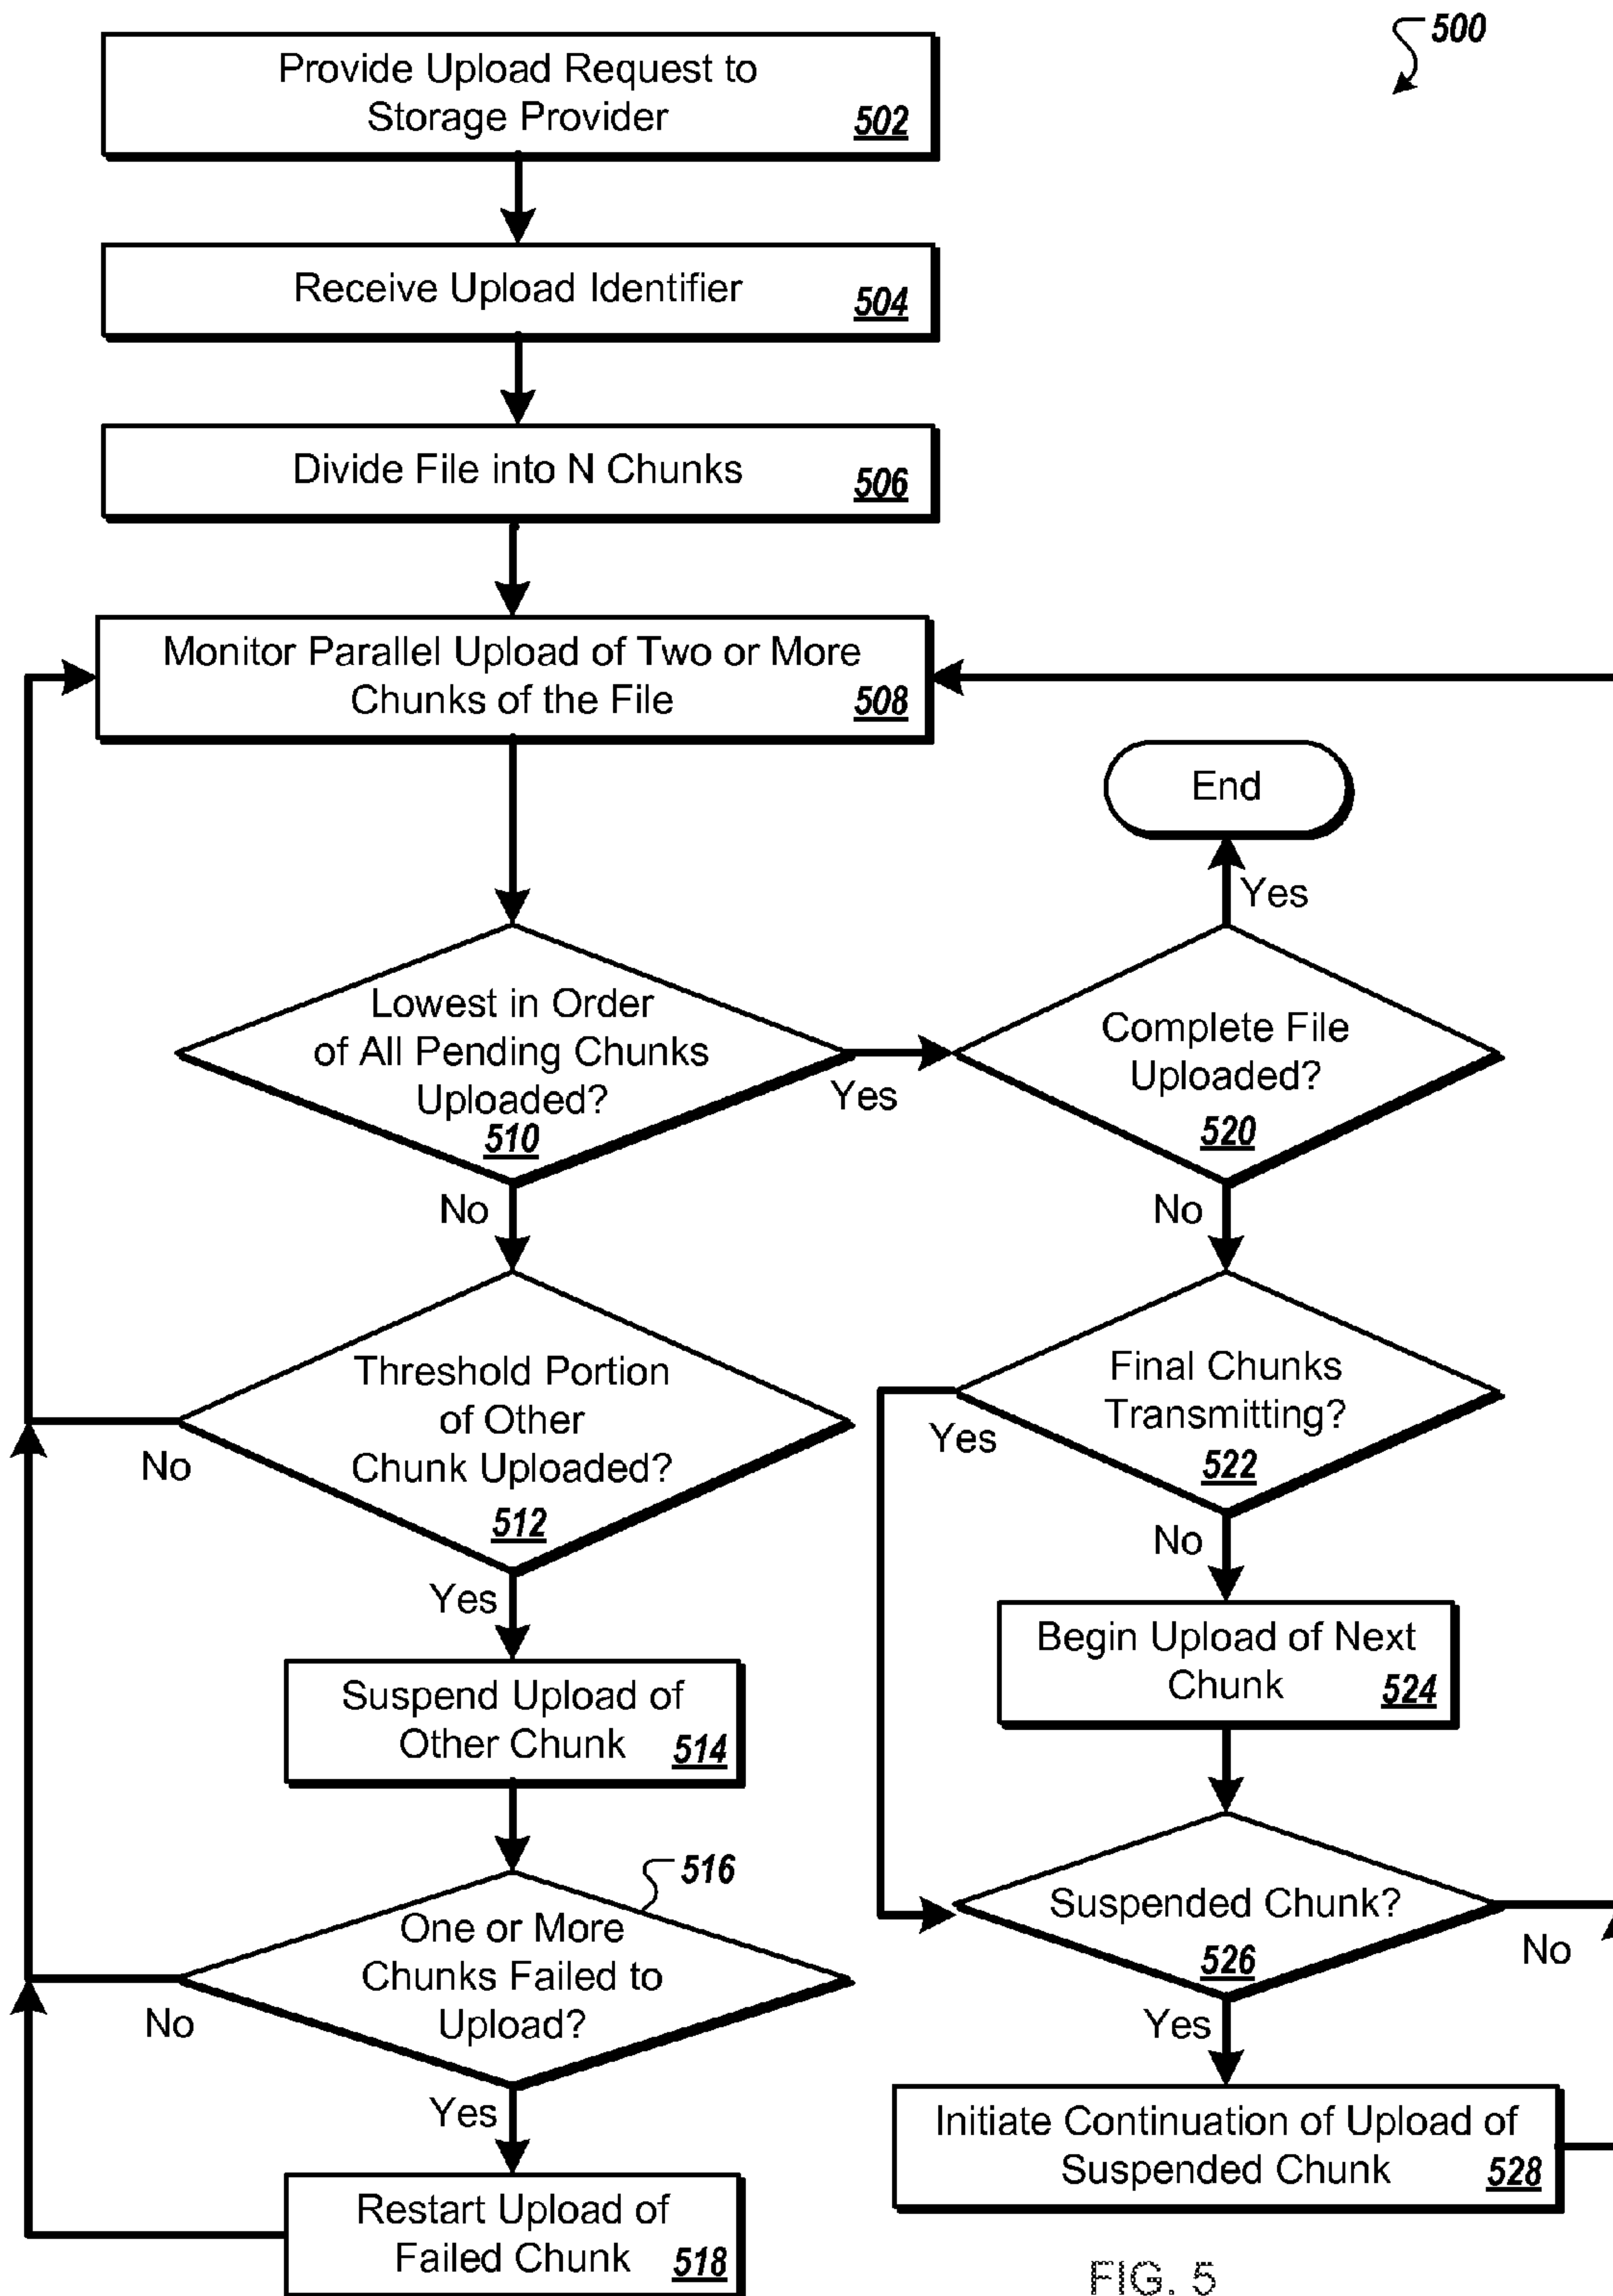 500
Provide Upload Request to
Storage Provider 502
Receive Upload Identifier 504
Divide File into N Chunks 506
Monitor Parallel Upload of Two or More
Chunks of the File 508
End
Yes
Lowest in Order
of All Pending Chunks
Uploaded?
510
Yes
No
Complete File
Uploaded?
520
No
Threshold Portion
of Other
Chunk Uploaded?
512
No
Yes
Final Chunks
Transmitting?
522
Yes
No
Suspend Upload of
Other Chunk 514
Begin Upload of Next
Chunk 524
516
One or More
Chunks Failed to
Upload?
No
Yes
Suspended Chunk?
526
No
Yes
Restart Upload of
Failed Chunk 518
Initiate Continuation of Upload of
Suspended Chunk 528
FIG. 5